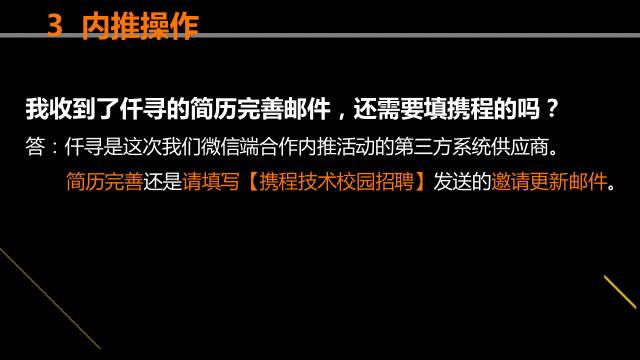 3 内推操作
我收到了仟寻的简历完善邮件，还需要填携程的吗？
答：仟寻是这次我们微信端合作内推活动的第三方系统供应商。
简历完善还是请填写【携程技术校园招聘】发送的邀请更新邮件。